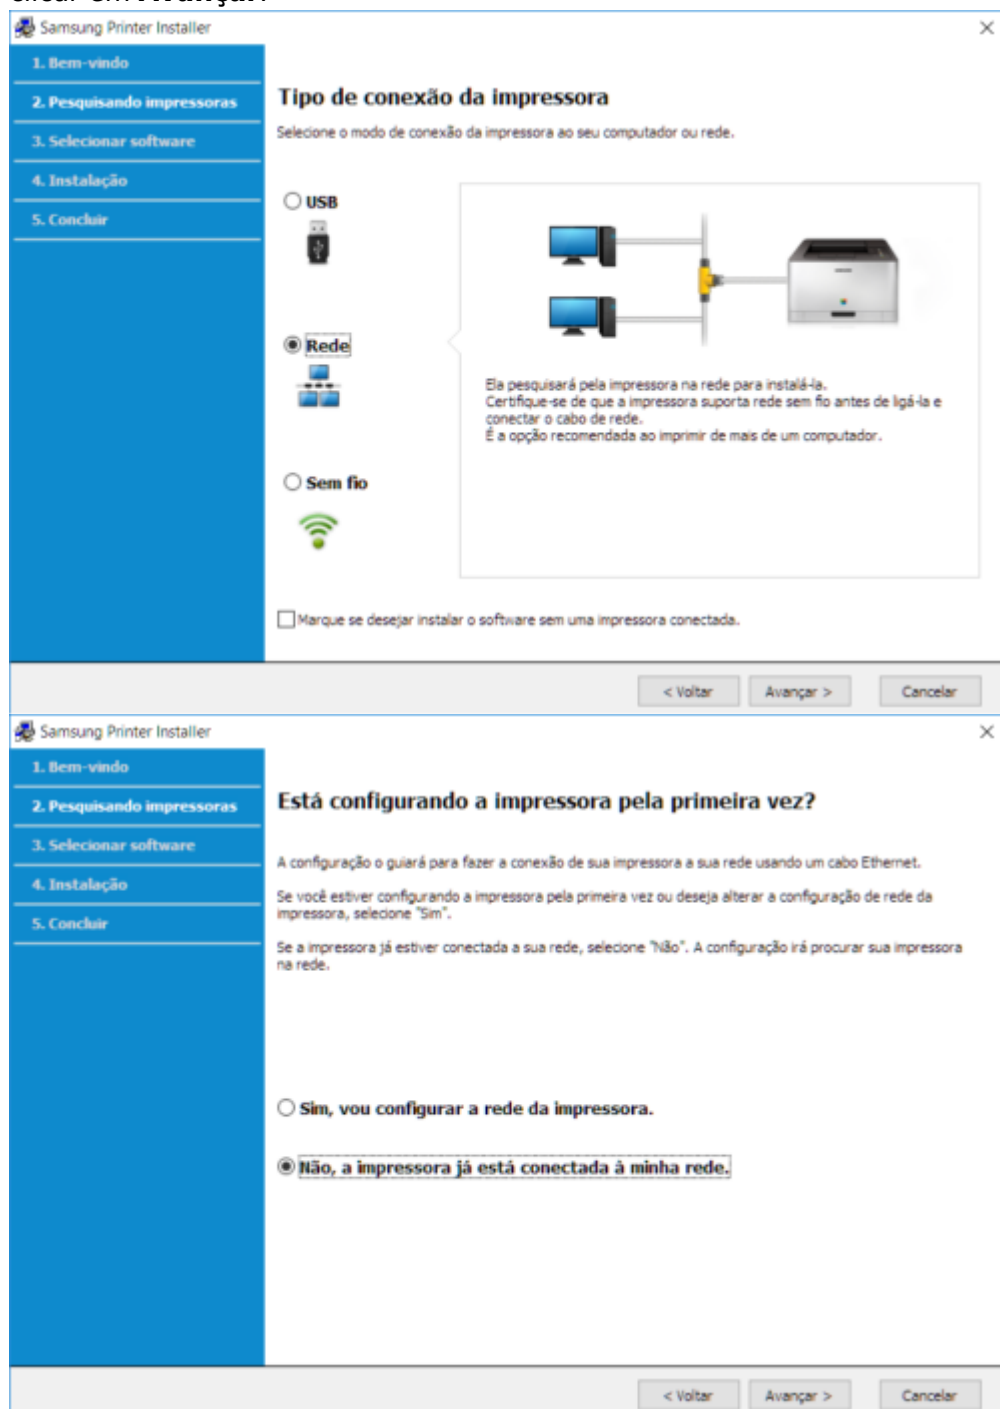 clicar em Avançar.
Samsung Printer Installer
1. Bem-vindo
2. Pesquisando impressoras
3. Selecionar software
4. Instalação
5. Concluir
Tipo de conexão da impressora
Selecione o modo de conexão da impressora ao seu computador ou rede.
USB
Rede
Ela pesquisará pela impressora na rede para instalá-la.
Certifique-se de que a impressora suporta rede sem fio antes de ligá-la e
conectar o cabo de rede.
É a opção recomendada ao imprimir de mais de um computador.
Sem fio
Marque se desejar instalar o software sem uma impressora conectada.
< Voltar
Avançar >
Cancelar
Samsung Printer Installer
1. Bem-vindo
2. Pesquisando impressoras
3. Selecionar software
4. Instalação
5. Concluir
Está configurando a impressora pela primeira vez?
A configuração o guiará para fazer a conexão de sua impressora a sua rede usando um cabo Ethernet.
Se você estiver configurando a impressora pela primeira vez ou deseja alterar a configuração de rede da
impressora, selecione "Sim".
Se a impressora já estiver conectada a sua rede, selecione "Não". A configuração irá procurar sua impressora
na rede.
Sim, vou configurar a rede da impressora.
Não, a impressora já está conectada à minha rede.
< Voltar
Avançar >
Cancelar